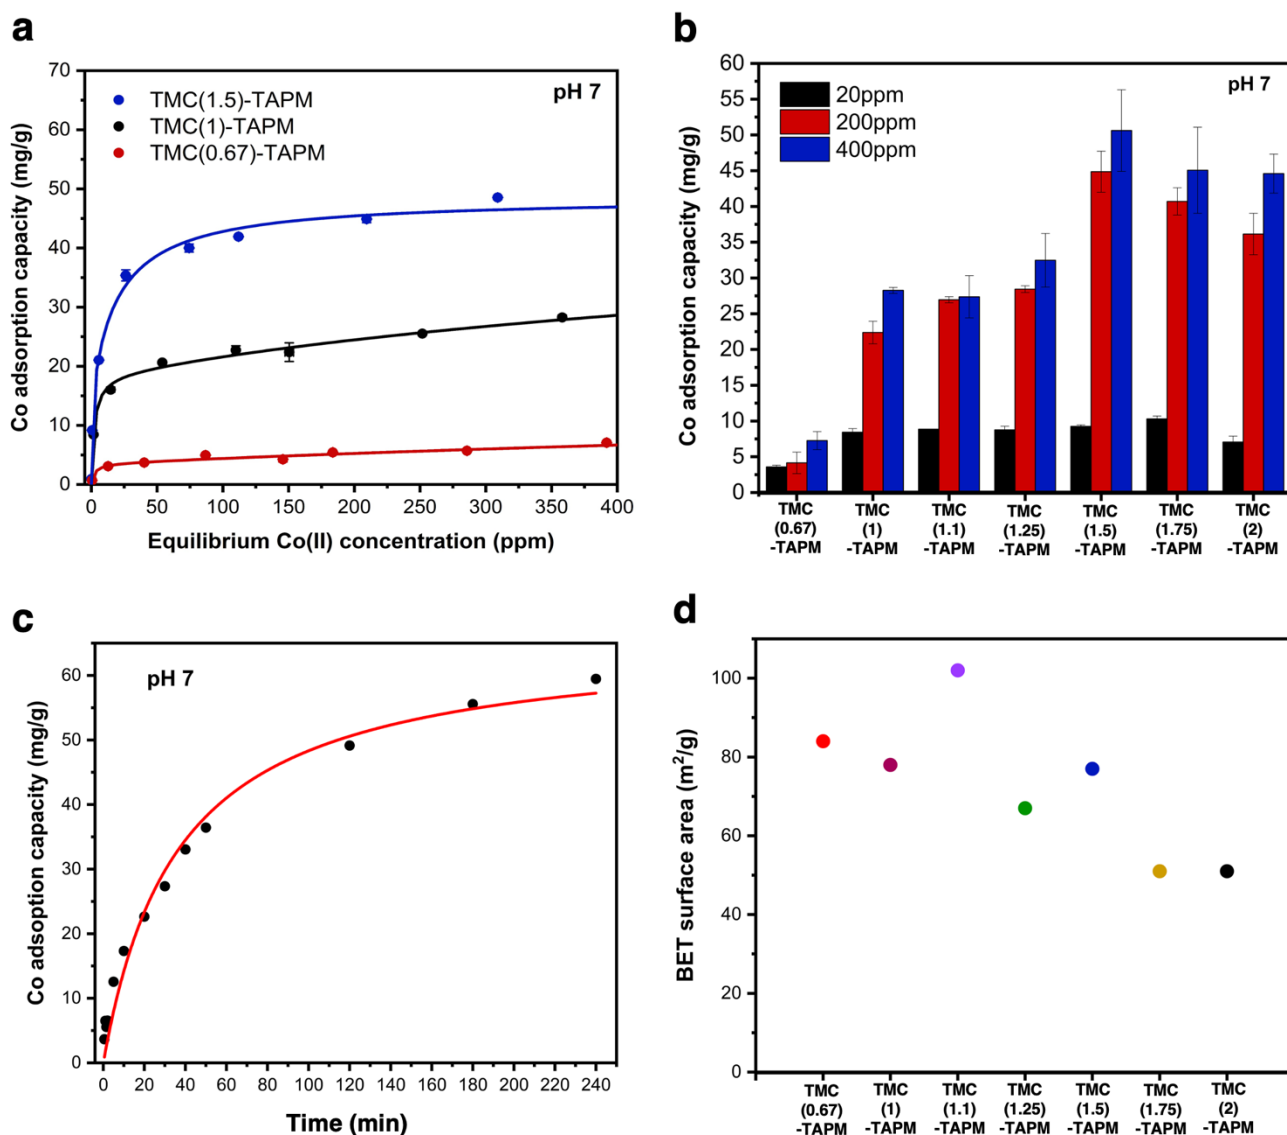 a
70
60
50
40
30
20
10
0
Co adsorption capacity (mg/g)
TMC(1.5)-TAPM
TMC(1)-TAPM
TMC(0.67)-TAPM
pH 7
0 50 100 150 200 250 300 350 400
Equilibrium Co(II) concentration (ppm)
b
60
55
50
45
40
35
30
25
20
15
10
5
0
Co adsorption capacity (mg/g)
20ppm
200ppm
400ppm
pH 7
TMC TMC TMC TMC TMC TMC TMC
(0.67) (1) (1.1) (1.25) (1.5) (1.75) (2)
-TAPM -TAPM -TAPM -TAPM -TAPM -TAPM -TAPM
c
60
50
40
30
20
10
0
Co adsoption capacity (mg/g)
pH 7
0 20 40 60 80 100 120 140 160 180 200 220 240
Time (min)
d
100
80
60
40
20
0
BET surface area (m²/g)
TMC TMC TMC TMC TMC TMC TMC
(0.67) (1) (1.1) (1.25) (1.5) (1.75) (2)
-TAPM -TAPM -TAPM -TAPM -TAPM -TAPM -TAPM